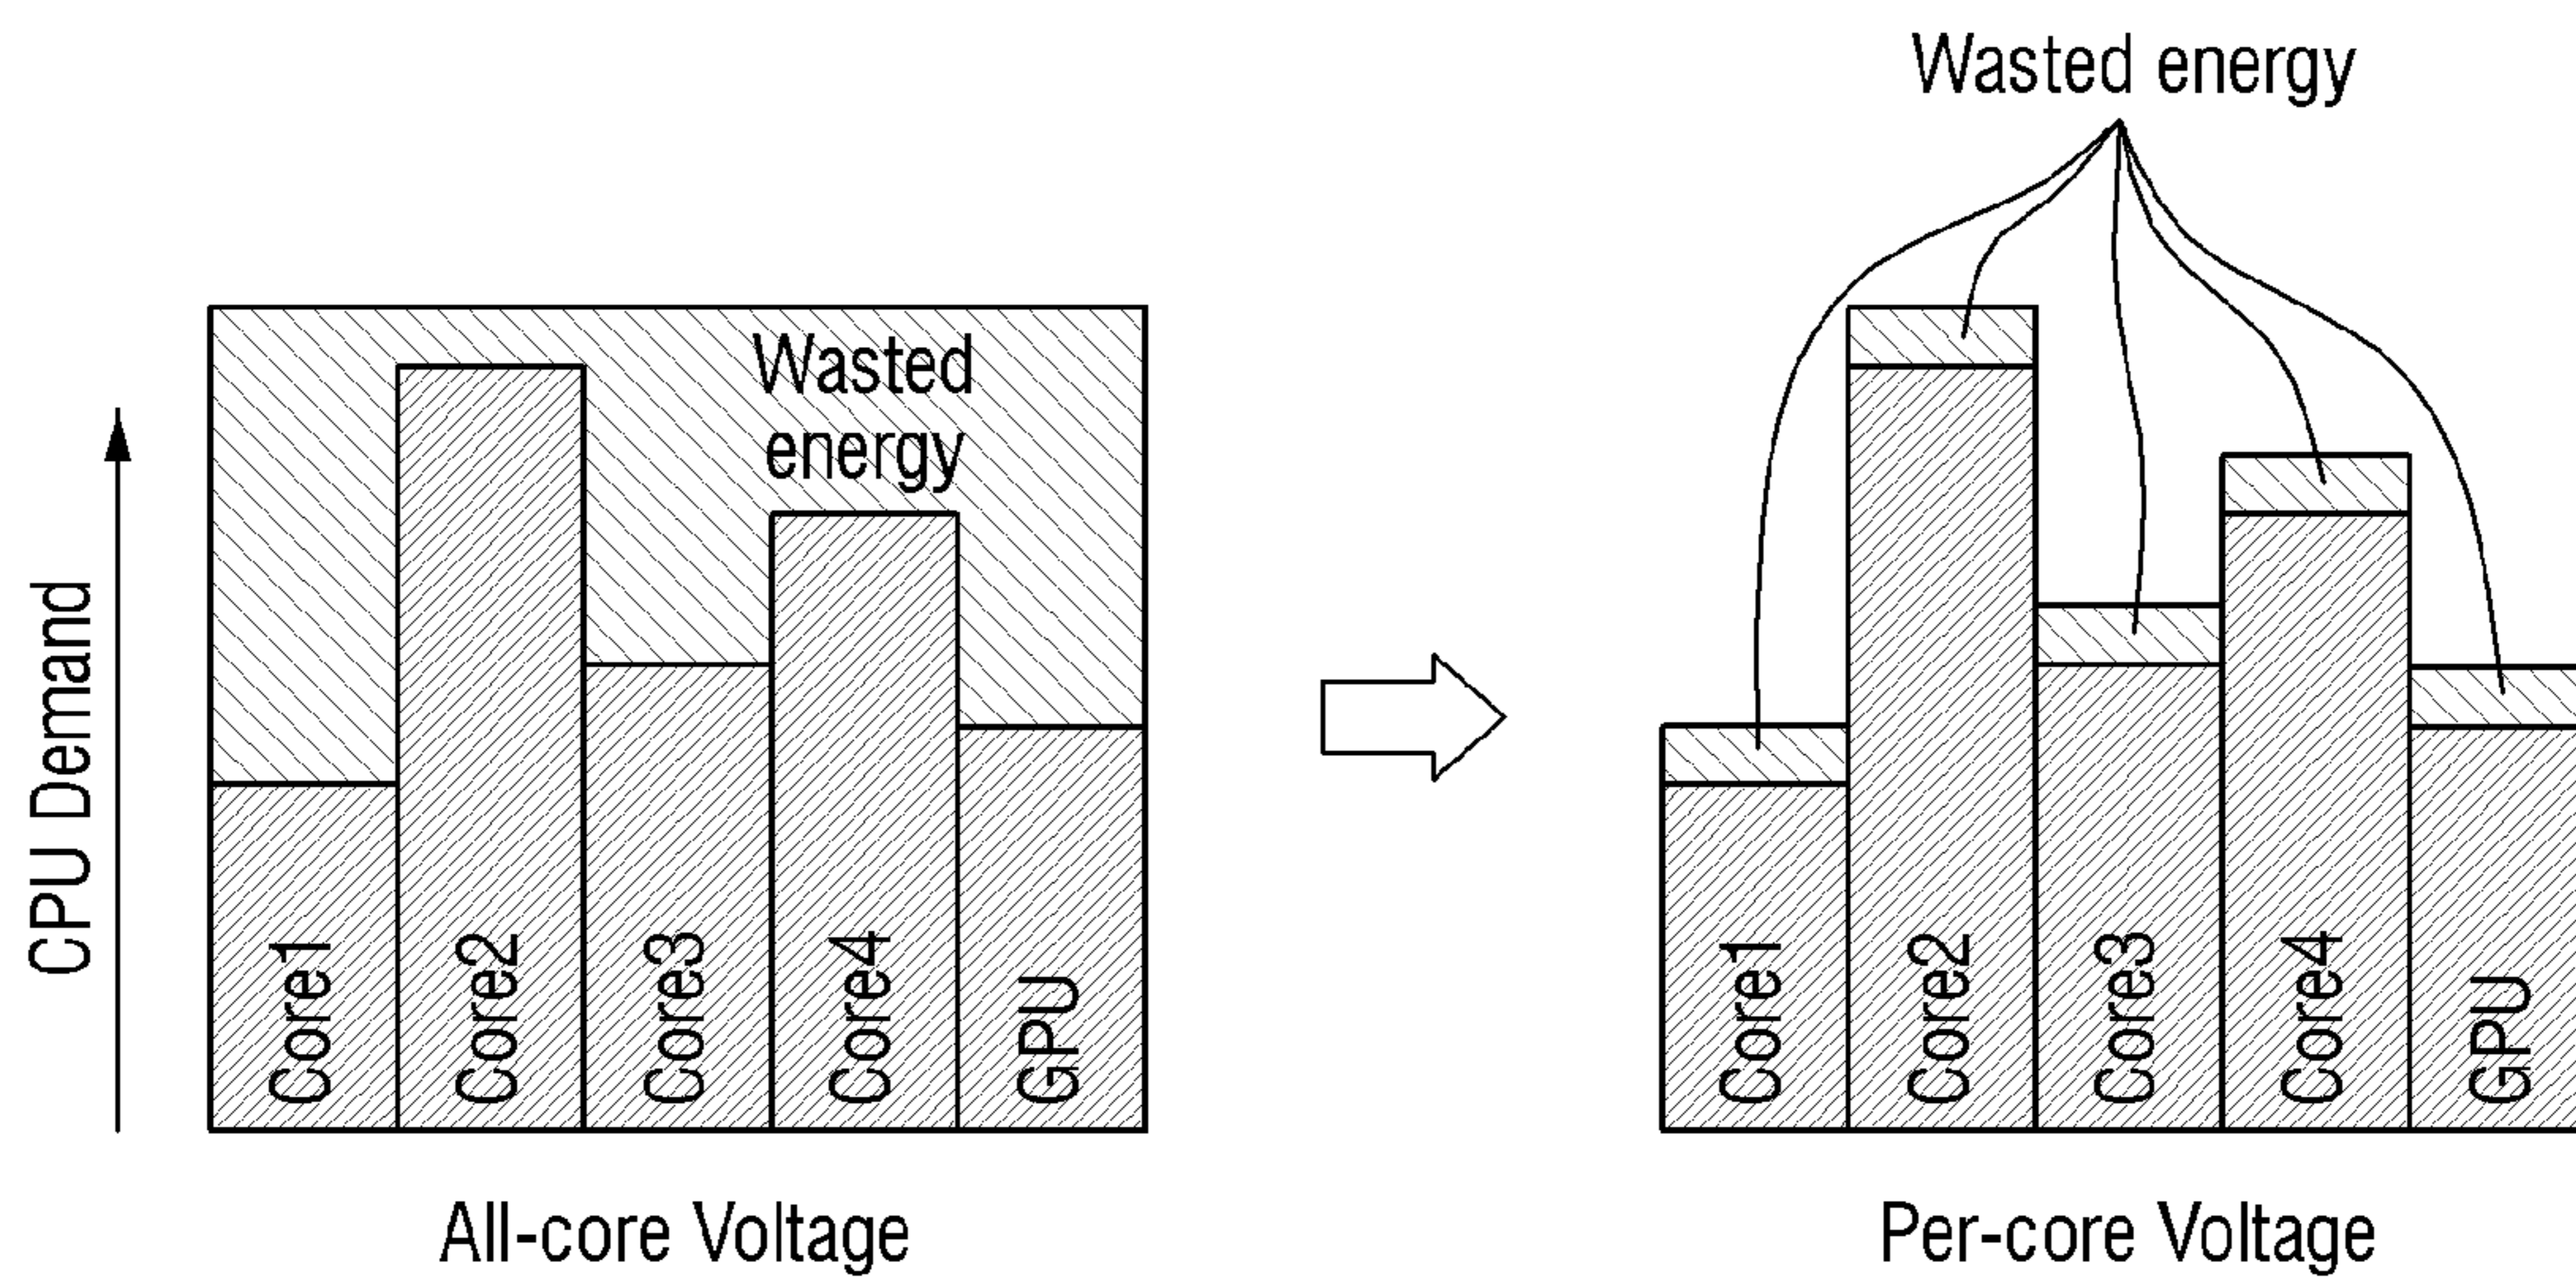 Wasted energy
Wasted
energy
CPU Demand
Core1
Core2
Core3
Core4
GPU
Core1
Core2
Core3
Core4
GPU
All-core Voltage
Per-core Voltage